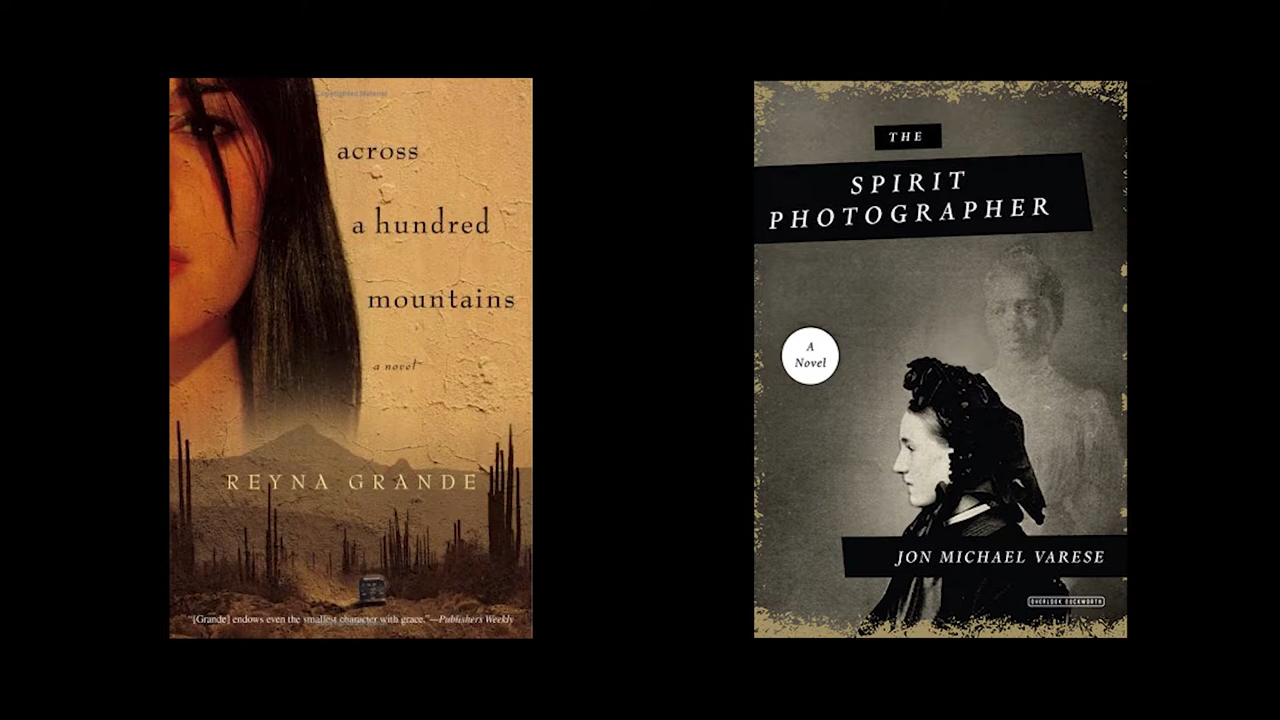 across
a hundred
mountains
a novel
REYNA GRANDE
"[Grande] endows even the smallest character with grace."—Publishers Weekly
THE
SPIRIT
PHOTOGRAPHER
A
Novel
JON MICHAEL VARESE
OVERLOOK DUCKWORTH